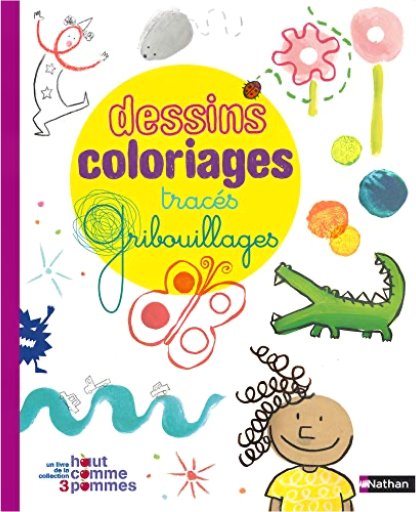 dessins
coloriages
tracés
gribouillages
un livre
de la
collection
haut
comme
3 pommes
Nathan